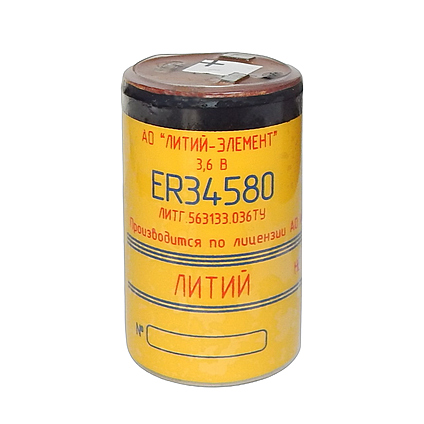 +
АО "ЛИТИЙ-ЭЛЕМЕНТ"
3,6 В
ER34580
ЛИТГ.563133.036ТУ
Производится по лицензии АО
ЛИТИЙ
№